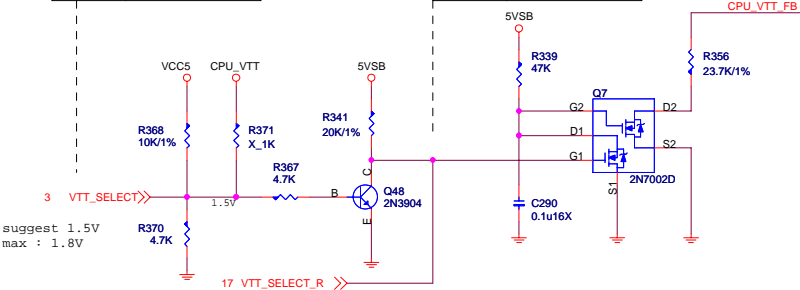 CPU_VTT_FB
5VSB
VCC5 CPU_VTT 5VSB
R339
47K
R356
23.7K/1%
Q7
R368
10K/1%
R371
X_1K
R341
20K/1%
G2 D2
D1 S2
G1
R367
4.7K
C
Q48
2N3904
B
E
S1
2N7002D
3 VTT_SELECT
1.5V
C290
0.1u16X
suggest 1.5V
max : 1.8V
R370
4.7K
17 VTT_SELECT_R